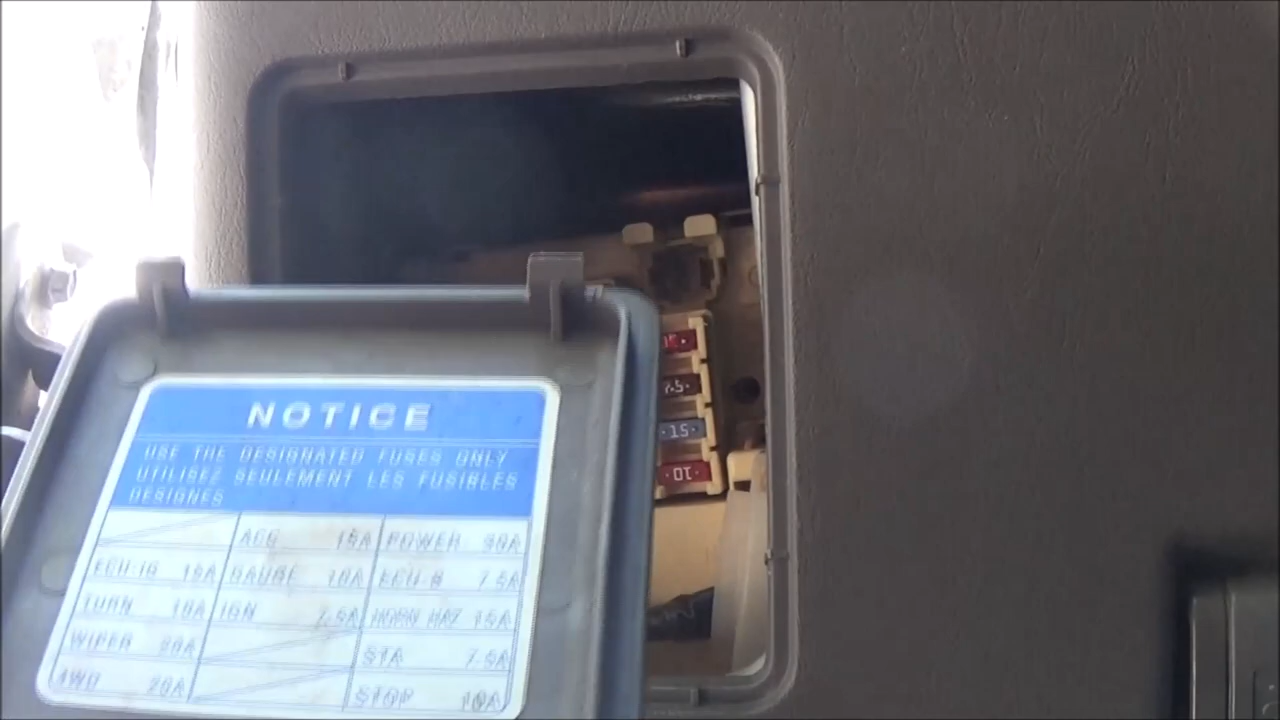 NOTICE
USE THE DESIGNATED FUSES ONLY
UTILISEZ SEULEMENT LES FUSIBLES
DESIGNES
ACC 15A POWER 30A
ECU-IG 15A GAUGE 10A ECU-B 7.5A
TURN 10A IGN 7.5A HORN HAZ 15A
WIPER 20A STA 7.5A
4WD 20A STOP 10A
7.5
15
10